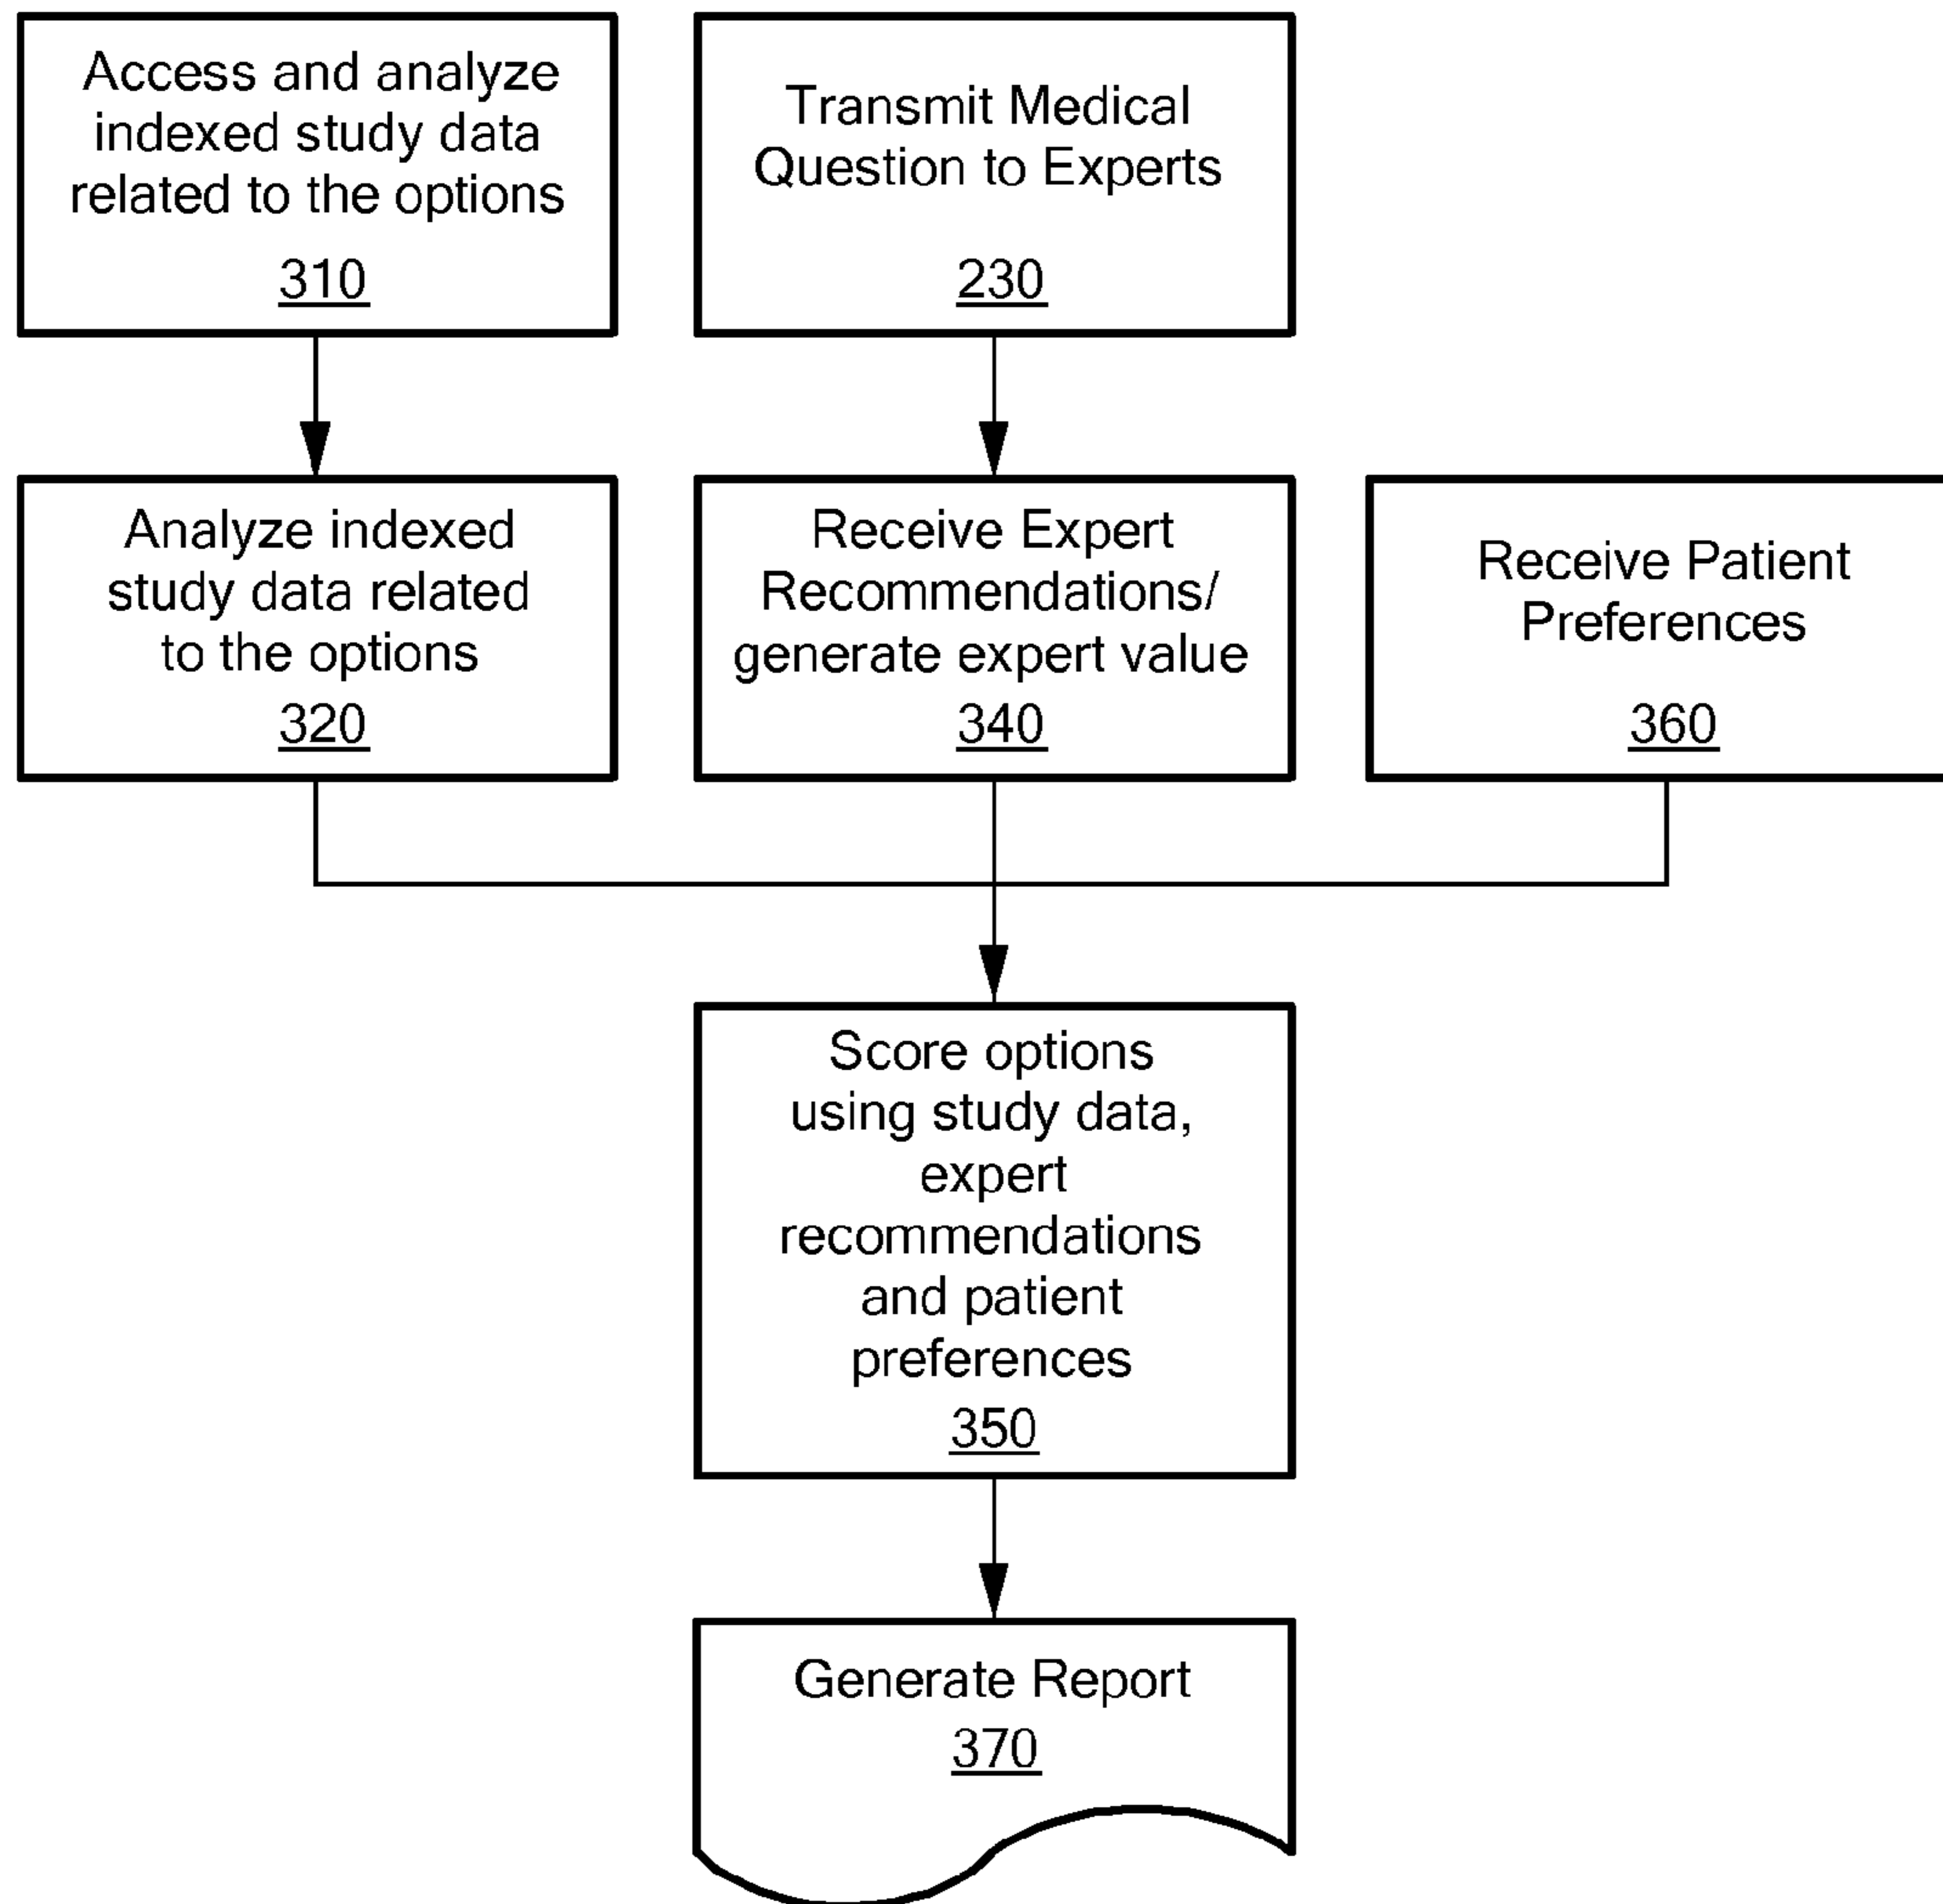 Access and analyze
indexed study data
related to the options
310
Transmit Medical
Question to Experts
230
Analyze indexed
study data related
to the options
320
Receive Expert
Recommendations/
generate expert value
340
Receive Patient
Preferences
360
Score options
using study data,
expert
recommendations
and patient
preferences
350
Generate Report
370